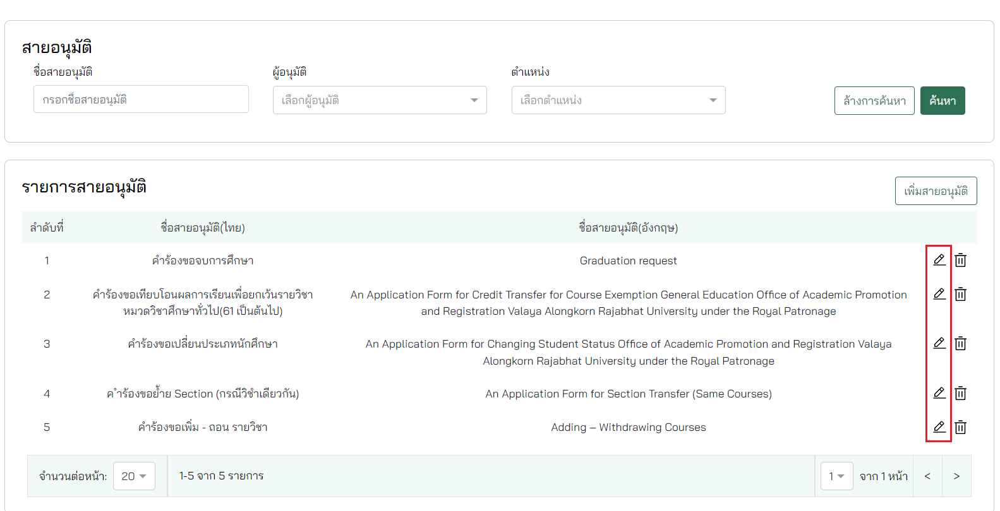 สายอนุมัติ
ชื่อสายอนุมัติ ผู้อนุมัติ ตำแหน่ง
กรอกชื่อสายอนุมัติ เลือกผู้อนุมัติ เลือกตำแหน่ง ล้างการค้นหา ค้นหา
รายการสายอนุมัติ
เพิ่มสายอนุมัติ
ลำดับที่ ชื่อสายอนุมัติ(ไทย) ชื่อสายอนุมัติ(อังกฤษ)
1 คำร้องขอจบการศึกษา Graduation request
2 คำร้องขอเทียบโอนผลการเรียนเพื่อยกเว้นรายวิชา An Application Form for Credit Transfer for Course Exemption General Education Office of Academic Promotion
หมวดวิชาศึกษาทั่วไป(61 เป็นต้นไป) and Registration Valaya Alongkorn Rajabhat University under the Royal Patronage
3 คำร้องขอเปลี่ยนประเภทนักศึกษา An Application Form for Changing Student Status Office of Academic Promotion and Registration Valaya
Alongkorn Rajabhat University under the Royal Patronage
4 ค ำร้องขอย้ำย Section (กรณีวิชำเดียวกัน) An Application Form for Section Transfer (Same Courses)
5 คำร้องขอเพิ่ม - ถอน รายวิชา Adding – Withdrawing Courses
จำนวนต่อหน้า: 20 1-5 จาก 5 รายการ 1 จาก 1 หน้า < >